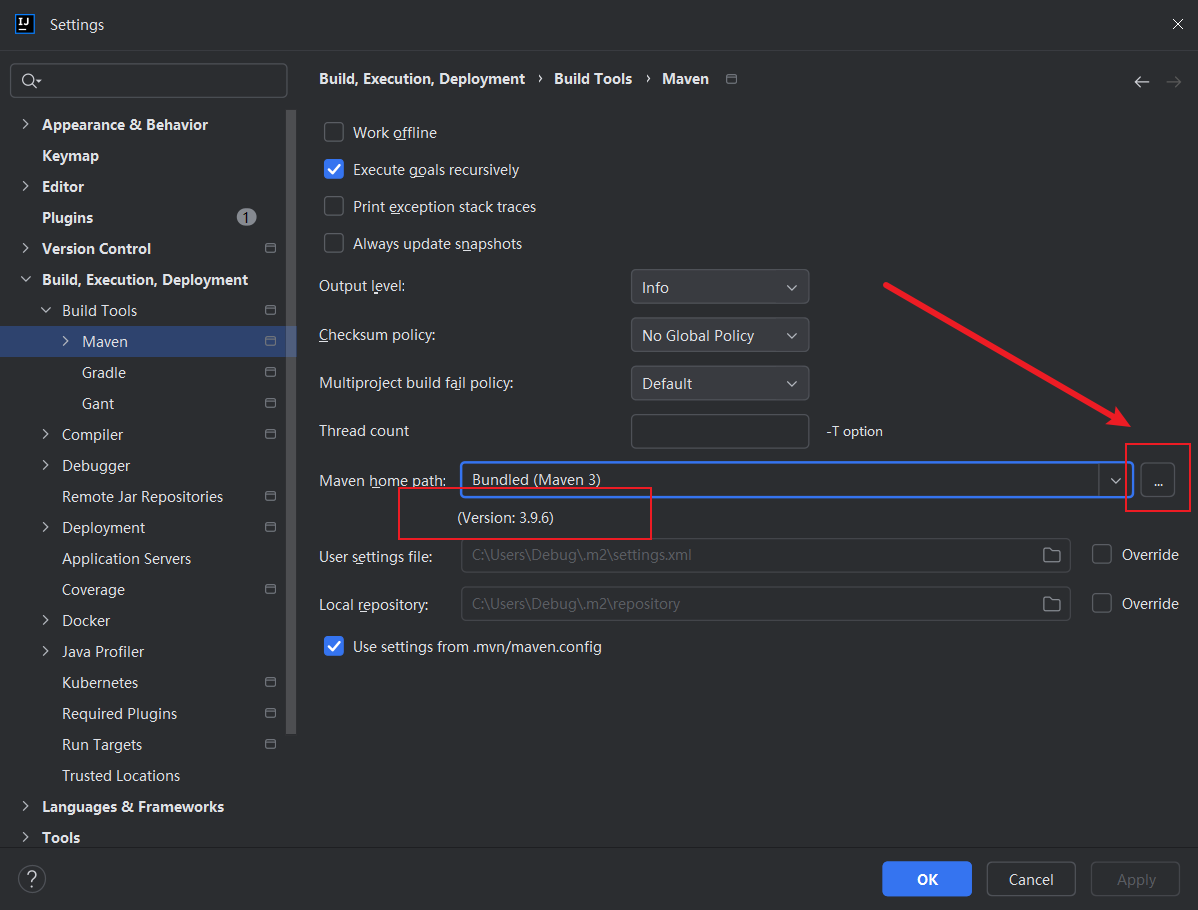 IJ
Settings
Build, Execution, Deployment › Build Tools › Maven
Appearance & Behavior
Keymap
Editor
Plugins 1
Version Control
Build, Execution, Deployment
Build Tools
Maven
Gradle
Gant
Compiler
Debugger
Remote Jar Repositories
Deployment
Application Servers
Coverage
Docker
Java Profiler
Kubernetes
Required Plugins
Run Targets
Trusted Locations
Languages & Frameworks
Tools
Work offline
Execute goals recursively
Print exception stack traces
Always update snapshots
Output level: Info
Checksum policy: No Global Policy
Multiproject build fail policy: Default
Thread count -T option
Maven home path: Bundled (Maven 3) ...
(Version: 3.9.6)
User settings file: C:\Users\Debug\.m2\settings.xml Override
Local repository: C:\Users\Debug\.m2\repository Override
Use settings from .mvn/maven.config
? OK Cancel Apply